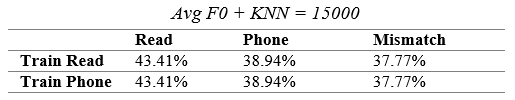 Avg F0 + KNN = 15000
Read Phone Mismatch
Train Read 43.41% 38.94% 37.77%
Train Phone 43.41% 38.94% 37.77%